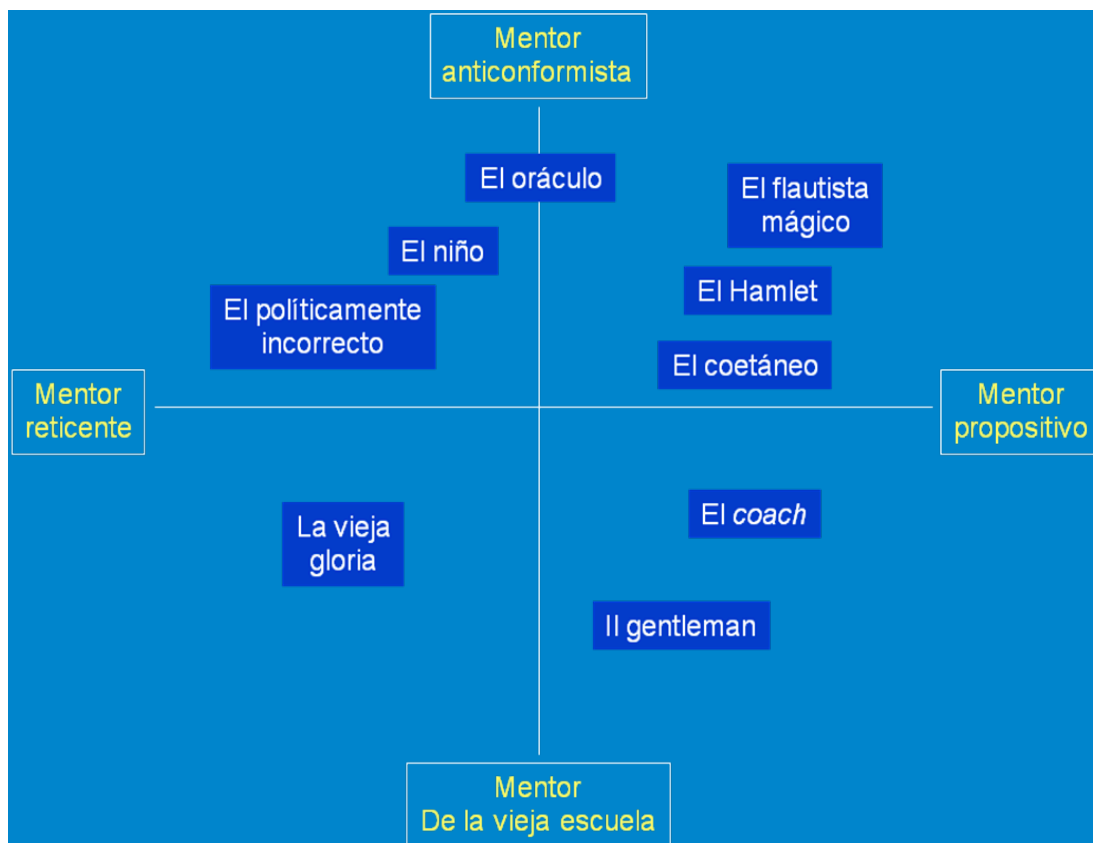 Mentor
anticonformista
El oráculo
El flautista
mágico
El niño
El Hamlet
El políticamente
incorrecto
El coetáneo
Mentor
reticente
Mentor
propositivo
El coach
La vieja
gloria
Il gentleman
Mentor
De la vieja escuela